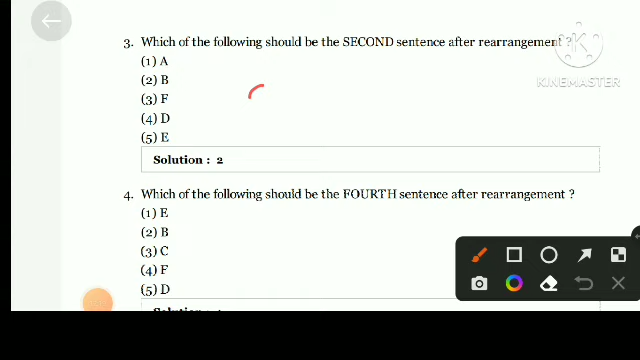 3. Which of the following should be the SECOND sentence after rearrangement ?
(1) A
(2) B
(3) F
(4) D
(5) E
Solution : 2
KINEMASTER
4. Which of the following should be the FOURTH sentence after rearrangement ?
(1) E
(2) B
(3) C
(4) F
(5) D